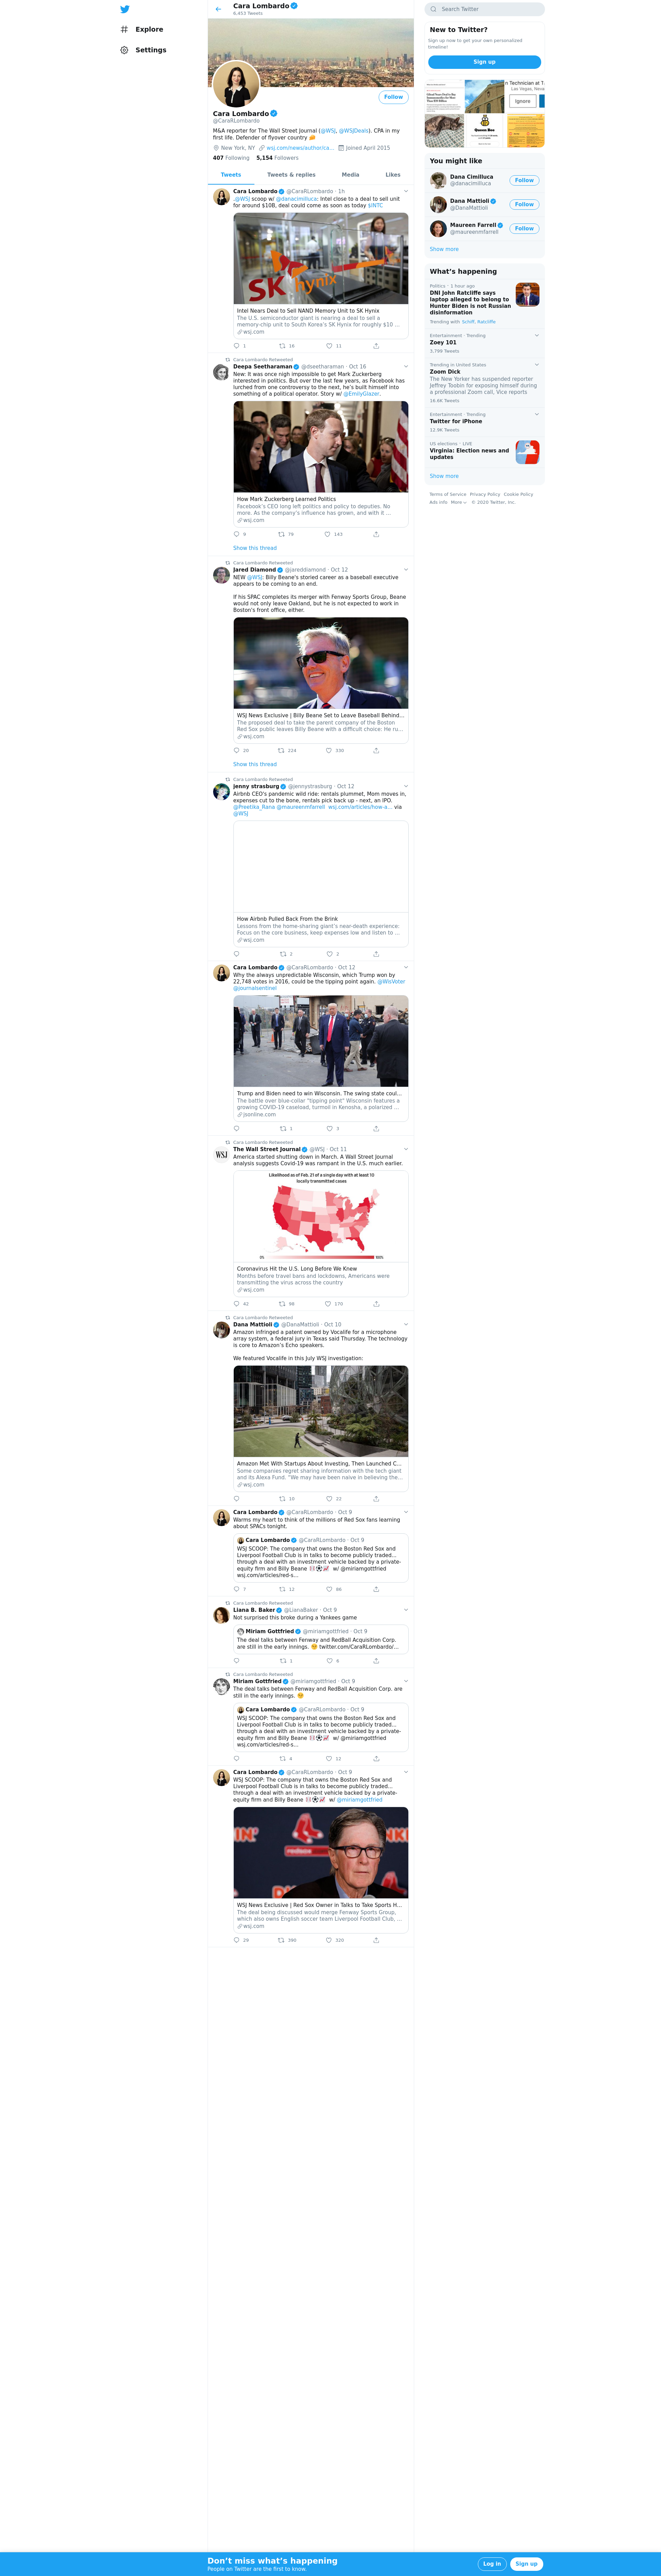 Explore
Settings
Cara Lombardo
6,453 Tweets
Follow
Cara Lombardo
@CaraRLombardo
M&A reporter for The Wall Street Journal (@WSJ, @WSJDeals). CPA in my
first life. Defender of flyover country
New York, NY wsj.com/news/author/ca... Joined April 2015
407 Following 5,154 Followers
Tweets Tweets & replies Media Likes
Cara Lombardo @CaraRLombardo · 1h
.@WSJ scoop w/ @danacimilluca: Intel close to a deal to sell unit
for around $10B, deal could come as soon as today $INTC
SK hynix
Intel Nears Deal to Sell NAND Memory Unit to SK Hynix
The U.S. semiconductor giant is nearing a deal to sell a
memory-chip unit to South Korea's SK Hynix for roughly $10 ...
wsj.com
1 16 11
Cara Lombardo Retweeted
Deepa Seetharaman @dseetharaman · Oct 16
New: It was once nigh impossible to get Mark Zuckerberg
interested in politics. But over the last few years, as Facebook has
lurched from one controversy to the next, he's built himself into
something of a political operator. Story w/ @EmilyGlazer.
How Mark Zuckerberg Learned Politics
Facebook's CEO long left politics and policy to deputies. No
more. As the company's influence has grown, and with it ...
wsj.com
9 79 143
Show this thread
Cara Lombardo Retweeted
Jared Diamond @jareddiamond · Oct 12
NEW @WSJ: Billy Beane's storied career as a baseball executive
appears to be coming to an end.
If his SPAC completes its merger with Fenway Sports Group, Beane
would not only leave Oakland, but he is not expected to work in
Boston's front office, either.
WSJ News Exclusive | Billy Beane Set to Leave Baseball Behind...
The proposed deal to take the parent company of the Boston
Red Sox public leaves Billy Beane with a difficult choice: He ru...
wsj.com
20 224 330
Show this thread
Cara Lombardo Retweeted
jenny strasburg @jennystrasburg · Oct 12
Airbnb CEO's pandemic wild ride: rentals plummet, Mom moves in,
expenses cut to the bone, rentals pick back up - next, an IPO.
@Preetika_Rana @maureenmfarrell wsj.com/articles/how-a... via
@WSJ
How Airbnb Pulled Back From the Brink
Lessons from the home-sharing giant's near-death experience:
Focus on the core business, keep expenses low and listen to ...
wsj.com
2 2
Cara Lombardo @CaraRLombardo · Oct 12
Why the always unpredictable Wisconsin, which Trump won by
22,748 votes in 2016, could be the tipping point again. @WisVoter
@journalsentinel
Trump and Biden need to win Wisconsin. The swing state coul...
The battle over blue-collar "tipping point" Wisconsin features a
growing COVID-19 caseload, turmoil in Kenosha, a polarized ...
jsonline.com
1 3
Cara Lombardo Retweeted
WSJ
The Wall Street Journal @WSJ · Oct 11
America started shutting down in March. A Wall Street Journal
analysis suggests Covid-19 was rampant in the U.S. much earlier.
Likelihood as of Feb. 21 of a single day with at least 10
locally transmitted cases
Coronavirus Hit the U.S. Long Before We Knew
Months before travel bans and lockdowns, Americans were
transmitting the virus across the country
wsj.com
42 98 170
Cara Lombardo Retweeted
Dana Mattioli @DanaMattioli · Oct 10
Amazon infringed a patent owned by Vocalife for a microphone
array system, a federal jury in Texas said Thursday. The technology
is core to Amazon's Echo speakers.
We featured Vocalife in this July WSJ investigation:
Amazon Met With Startups About Investing, Then Launched C...
Some companies regret sharing information with the tech giant
and its Alexa Fund. "We may have been naive in believing the...
wsj.com
19 22
Cara Lombardo @CaraRLombardo · Oct 9
Warms my heart to think of the millions of Red Sox fans learning
about SPACs tonight.
Cara Lombardo @CaraRLombardo · Oct 9
WSJ SCOOP: The company that owns the Boston Red Sox and
Liverpool Football Club is in talks to become publicly traded...
through a deal with an investment vehicle backed by a private-
equity firm and Billy Beane w/ @miriamgottfried
wsj.com/articles/red-s...
7 12 86
Cara Lombardo Retweeted
Liana B. Baker @LianaBaker · Oct 9
Not surprised this broke during a Yankees game
Miriam Gottfried @miriamgottfried · Oct 9
The deal talks between Fenway and RedBall Acquisition Corp.
are still in the early innings. twitter.com/CaraRLombardo/...
1 6
Cara Lombardo Retweeted
Miriam Gottfried @miriamgottfried · Oct 9
The deal talks between Fenway and RedBall Acquisition Corp. are
still in the early innings.
Cara Lombardo @CaraRLombardo · Oct 9
WSJ SCOOP: The company that owns the Boston Red Sox and
Liverpool Football Club is in talks to become publicly traded...
through a deal with an investment vehicle backed by a private-
equity firm and Billy Beane w/ @miriamgottfried
wsj.com/articles/red-s...
4 12
Cara Lombardo @CaraRLombardo · Oct 9
WSJ SCOOP: The company that owns the Boston Red Sox and
Liverpool Football Club is in talks to become publicly traded...
through a deal with an investment vehicle backed by a private-
equity firm and Billy Beane w/ @miriamgottfried
WSJ News Exclusive | Red Sox Owner in Talks to Take Sports H...
The deal being discussed would merge Fenway Sports Group,
which also owns English soccer team Liverpool Football Club, ...
wsj.com
29 390 320
Search Twitter
New to Twitter?
Sign up now to get your own personalized
timeline!
Sign up
n Technician at T
Las Vegas, Neva
Ignore
Queen Bee
You might like
Dana Cimilluca
@danacimilluca
Follow
Dana Mattioli
@DanaMattioli
Follow
Maureen Farrell
@maureenmfarrell
Follow
Show more
What's happening
Politics · 1 hour ago
DNI John Ratcliffe says
laptop alleged to belong to
Hunter Biden is not Russian
disinformation
Trending with Schiff, Ratcliffe
Entertainment · Trending
Zoey 101
3,799 Tweets
Trending in United States
Zoom Dick
The New Yorker has suspended reporter
Jeffrey Toobin for exposing himself during
a professional Zoom call, Vice reports
16.6K Tweets
Entertainment · Trending
Twitter for iPhone
12.9K Tweets
US elections · LIVE
Virginia: Election news and
updates
Show more
Terms of Service Privacy Policy Cookie Policy
Ads info More © 2020 Twitter, Inc.
Don't miss what's happening
People on Twitter are the first to know.
Log in
Sign up